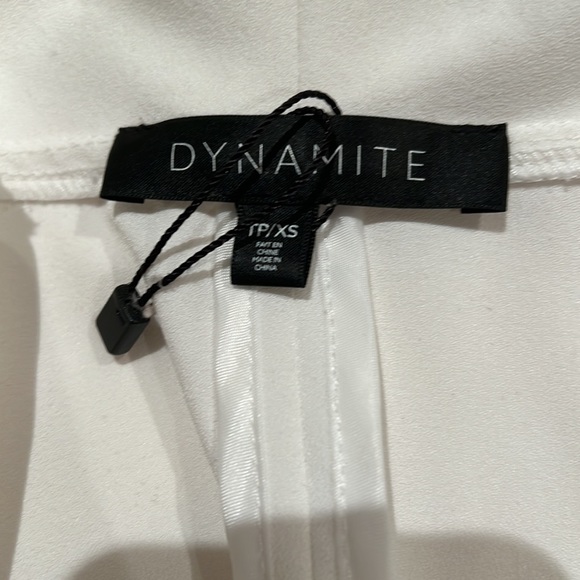 DYNAMITE
TP/XS
FAIT EN
CHINE
MADE IN
CHINA